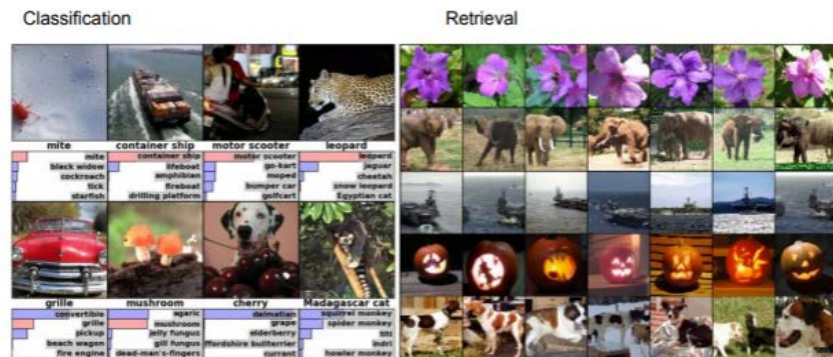 Classification
Retrieval
mite
container ship
motor scooter
leopard
mite
black widow
cockroach
tick
starfish
container ship
lifeboat
amphibian
fireboat
drilling platform
motor scooter
go-kart
moped
bumper car
golfcart
leopard
jaguar
cheetah
snow leopard
Egyptian cat
grille
mushroom
cherry
Madagascar cat
convertible
grille
pickup
beach wagon
fire engine
agaric
mushroom
jelly fungus
gill fungus
dead-man's-fingers
dalmatian
grape
elderberry
ffordshire bullterrier
currant
squirrel monkey
spider monkey
titi
indri
howler monkey